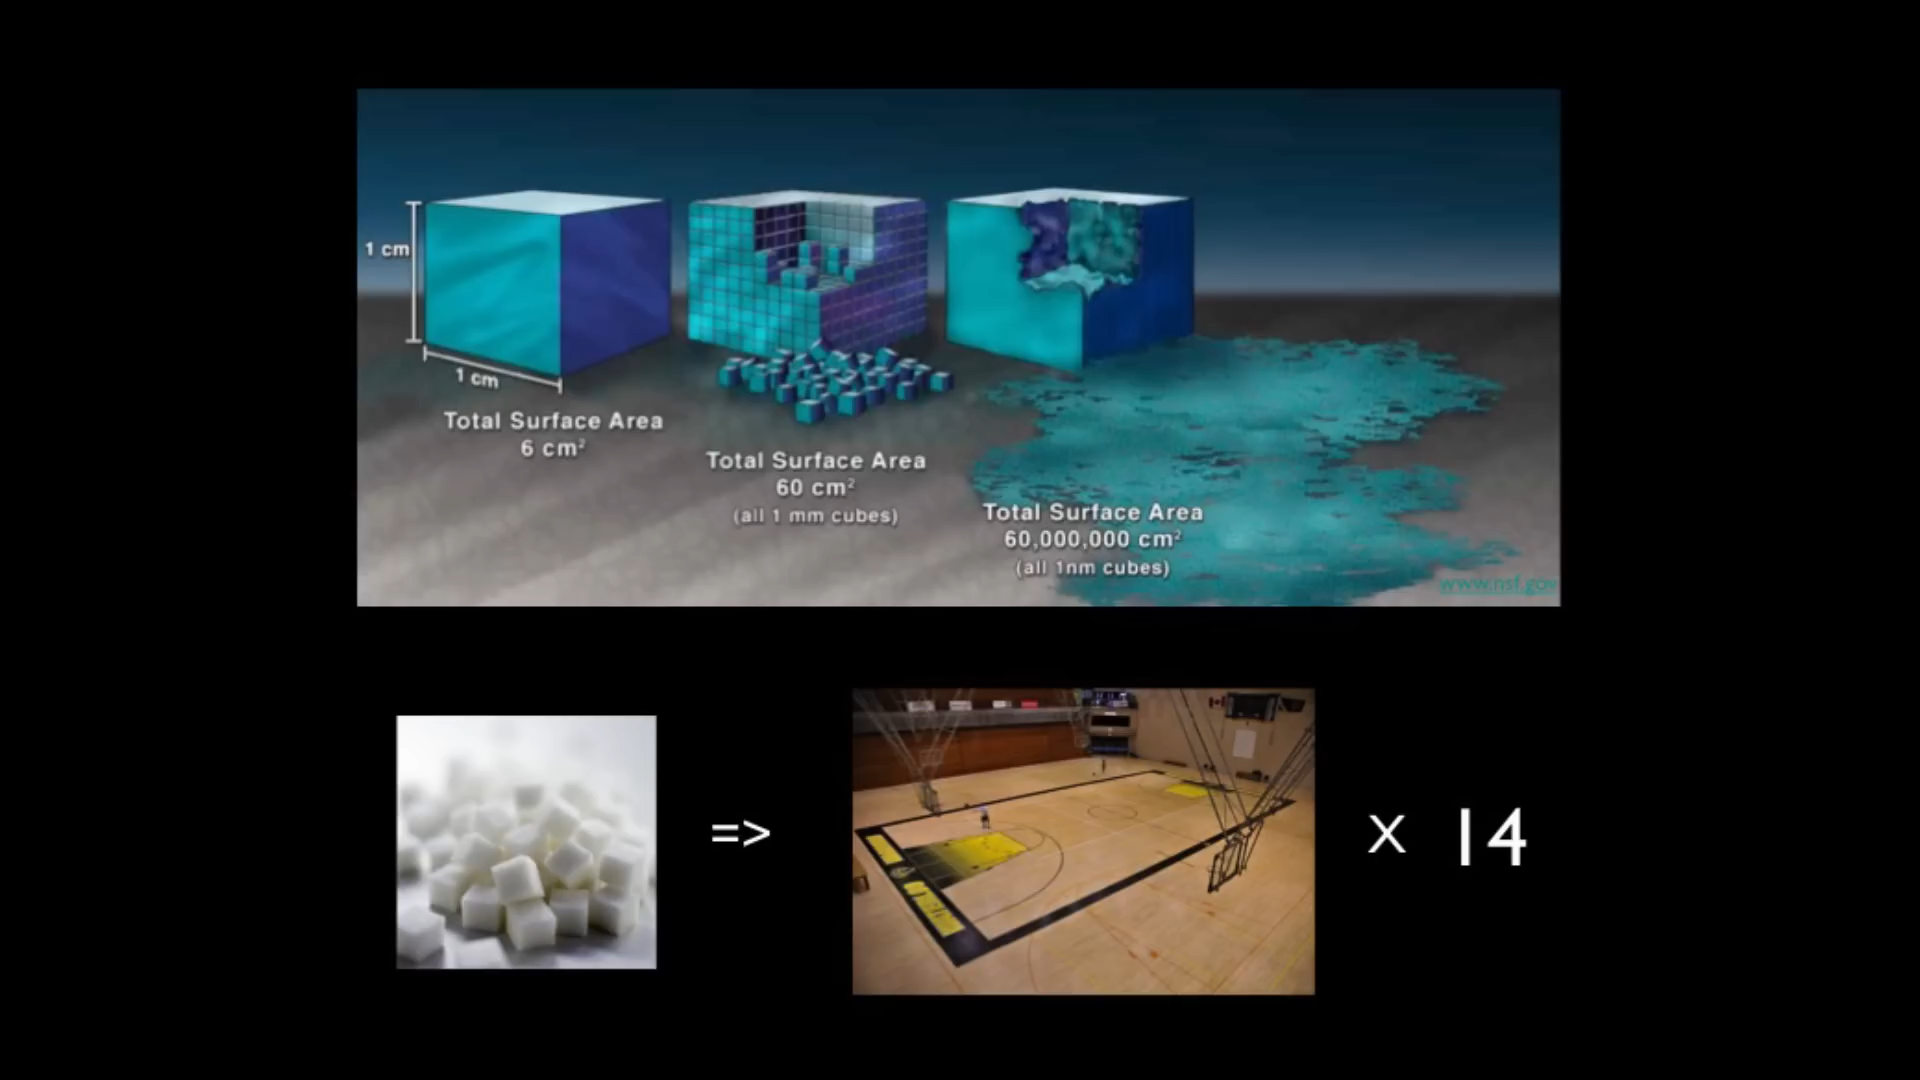 1 cm
1 cm
Total Surface Area
6 cm²
Total Surface Area
60 cm²
(all 1 mm cubes)
Total Surface Area
60,000,000 cm²
(all 1nm cubes)
www.nsf.gov
=>
X 14